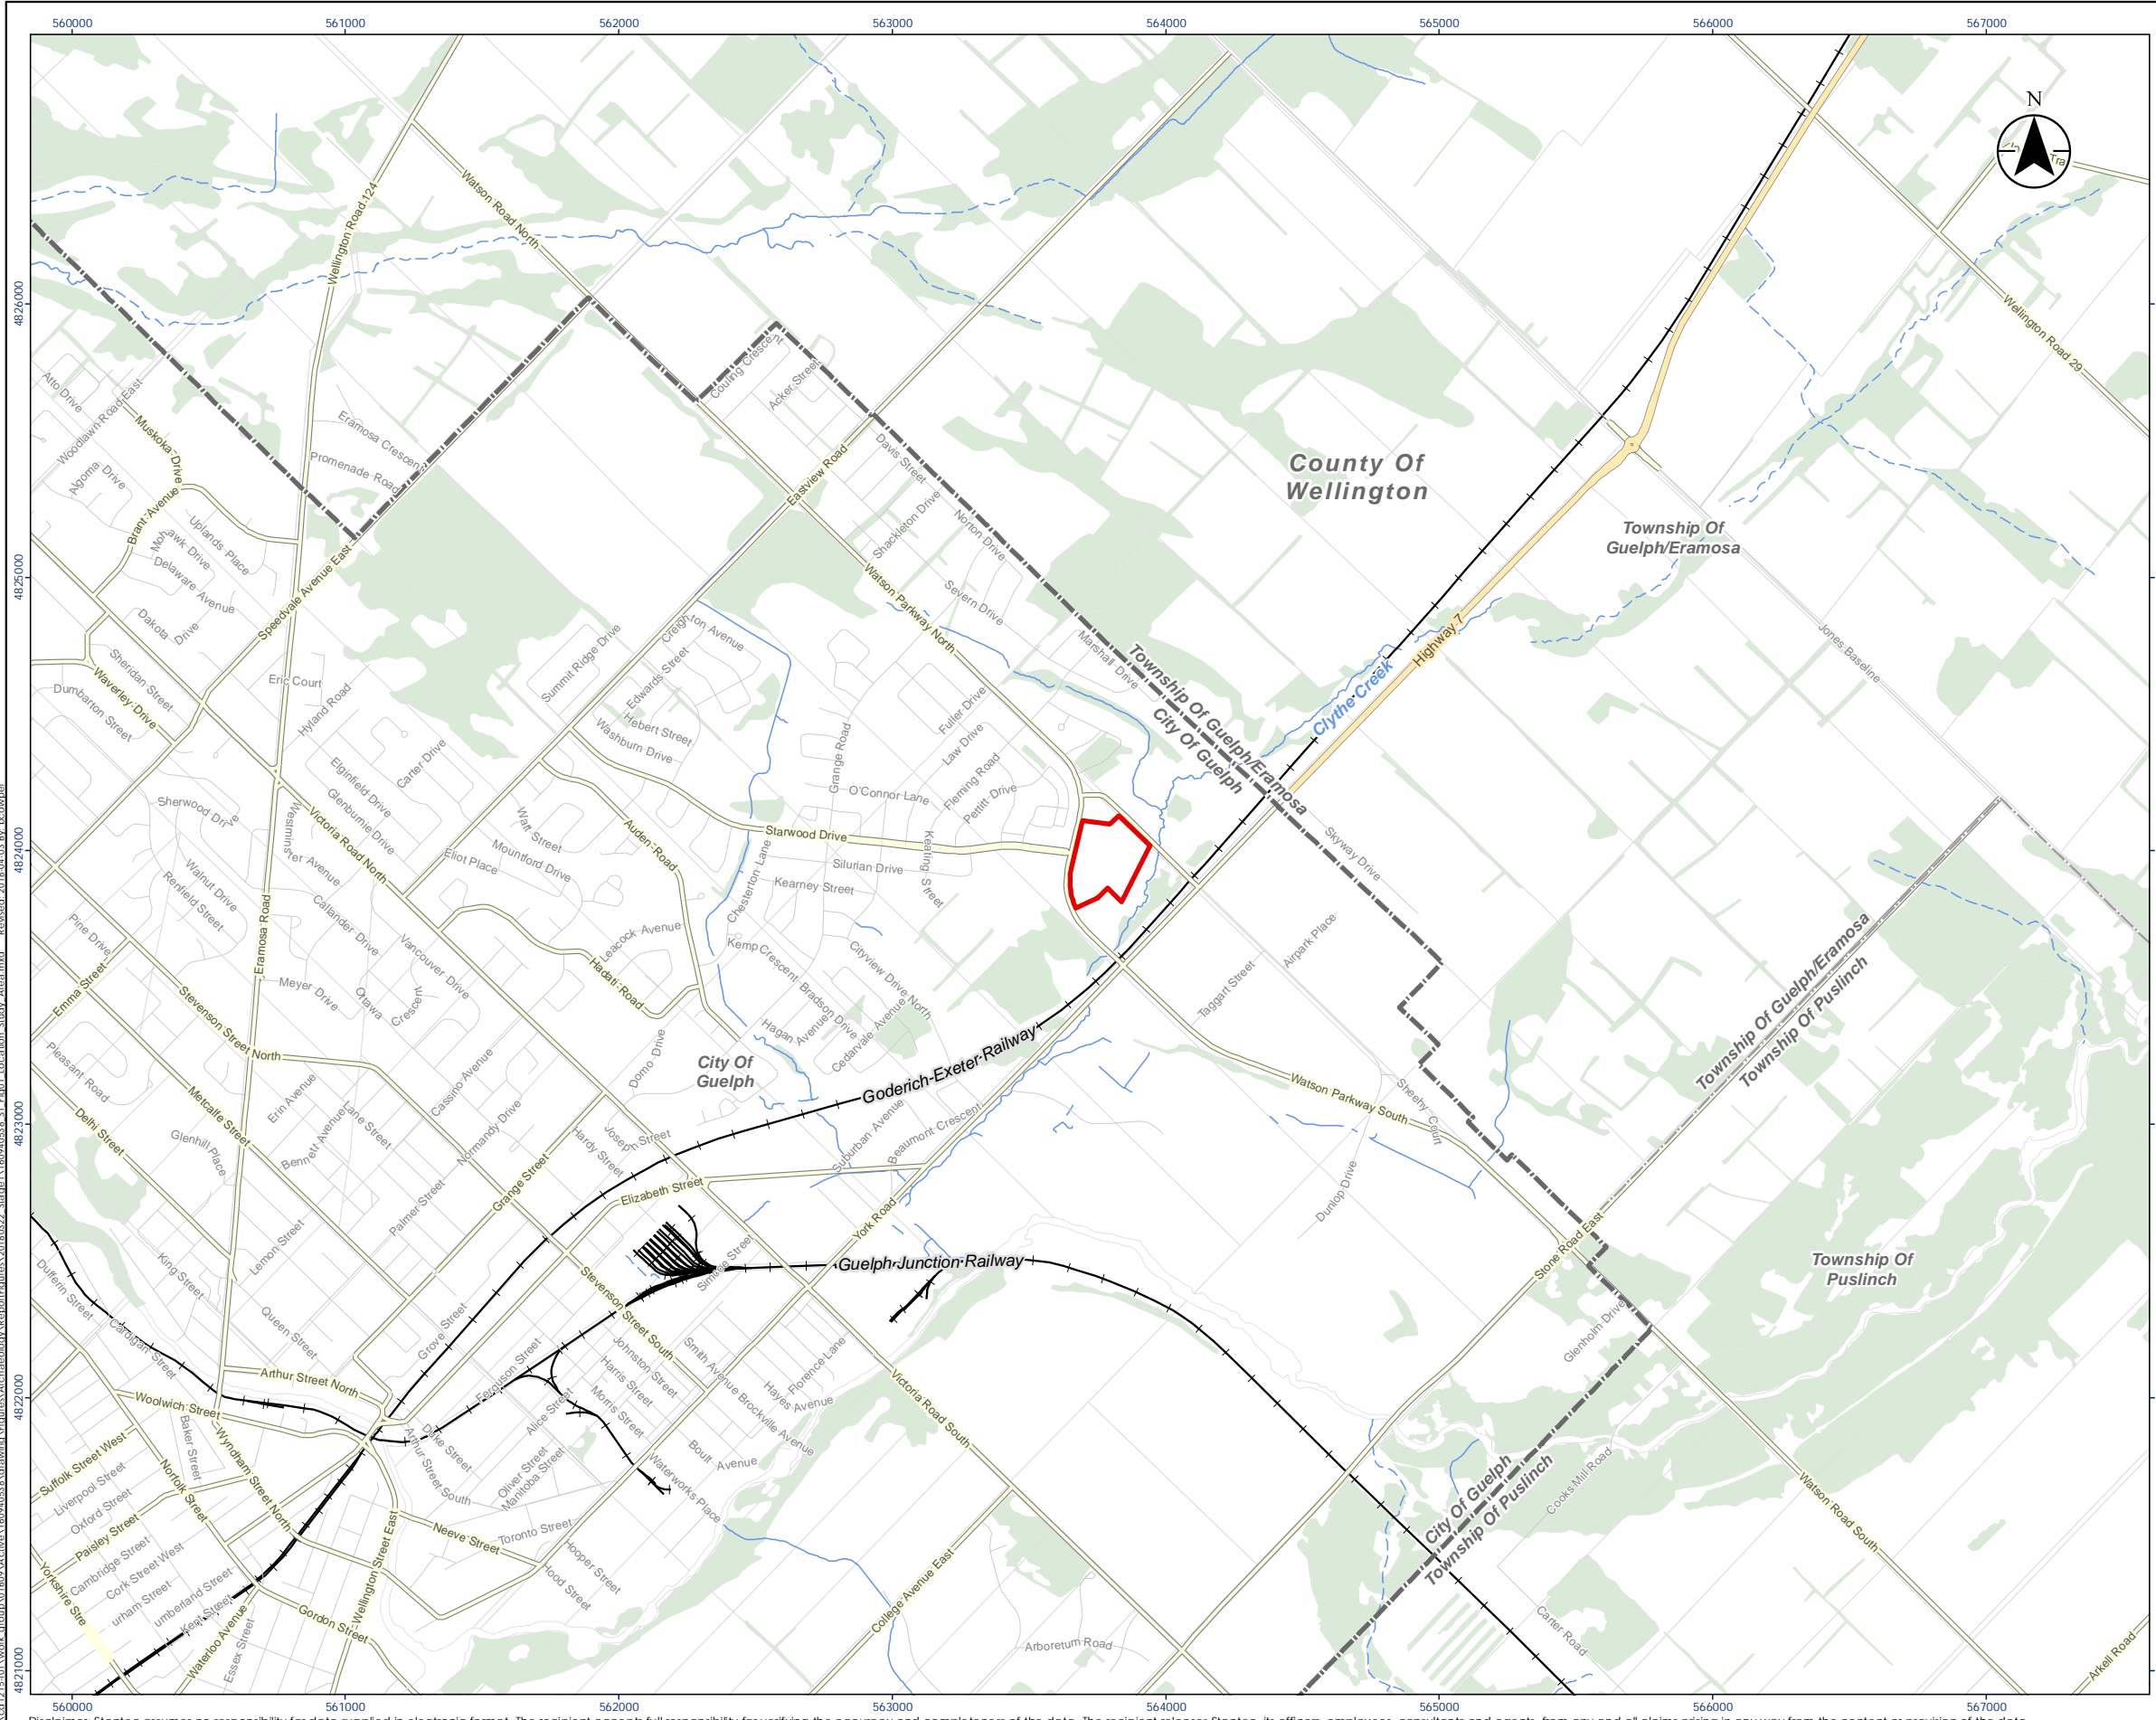 560000 561000 562000 563000 564000 565000 566000 567000
N
4826000
4825000
4824000
4823000
4822000
4821000
Wellington Road 124
Watson Road North
Wellington Road 29
Couling Crescent
Acker Street
Atto Drive
Woodlawn Road East
Muskoka Drive
Algoma Drive
Brant Avenue
Eramosa Crescent
Promenade Road
Eastview Road
Davis Street
Shackleton Drive
Norton Drive
County Of
Wellington
Township Of
Guelph/Eramosa
Mohawk Drive
Uplands Place
Delaware Avenue
Dakota Drive
Speedvale Avenue East
Watson Parkway North
Severn Drive
Marshall Drive
Highway 7
Jones Baseline
Clythe Creek
Township Of Guelph/Eramosa
City Of Guelph
Sheridan Street
Waverley Drive
Dumbarton Street
Eric Court
Hyland Road
Summit Ridge Drive
Creighton Avenue
Edwards Street
Hebert Street
Washburn Drive
Grange Road
Fuller Drive
Law Drive
Fleming Road
Pettitt Drive
O'Connor Lane
Carter Drive
Elginfield Drive
Glenburnie Drive
Sherwood Drive
Westminster Avenue
Victoria Road North
Watt Street
Eliot Place
Mountford Drive
Auden Road
Starwood Drive
Silurian Drive
Kearney Street
Keating Street
Chesterton Lane
Skyway Drive
Walnut Drive
Renfield Street
Callander Drive
Pine Drive
Emma Street
Eramosa Road
Vancouver Drive
Leacock Avenue
Hadati Road
Kemp Crescent
Bradson Drive
Cityview Drive North
Airpark Place
Taggart Street
Stevenson Street North
Meyer Drive
Ottawa Crescent
Hagan Avenue
Cedarvale Avenue
Township Of Guelph/Eramosa
Township Of Puslinch
Pleasant Road
Domo Drive
City Of
Guelph
Goderich-Exeter Railway
Metcalfe Street
Delhi Street
Erin Avenue
Lane Street
Cassino Avenue
Bennett Avenue
Normandy Drive
Glenhill Place
Joseph Street
Hardy Street
Suburban Avenue
Beaumont Crescent
Watson Parkway South
Sheehy Court
Dunlop Drive
Elizabeth Street
Grange Street
Palmer Street
York Road
Lemon Street
King Street
Dufferin Street
Simcoe Street
Guelph Junction Railway
Stone Road East
Township Of
Puslinch
Glenholm Drive
Stevenson Street South
Cardigan Street
Queen Street
Grove Street
Arthur Street North
Ferguson Street
Johnston Street
Harris Street
Morris Street
Smith Avenue
Brockville Avenue
Hayes Avenue
Florence Lane
Victoria Road South
Woolwich Street
Baker Street
Alice Street
Duke Street
Arthur Street South
Suffolk Street West
Liverpool Street
Oxford Street
Paisley Street
Norfolk Street
Wyndham Street North
Oliver Street
Manitoba Street
Boult Avenue
Waterworks Place
City Of Guelph
Township Of Puslinch
Cooks Mill Road
Watson Road South
Cambridge Street
Cork Street West
Neeve Street
Toronto Street
Hooper Street
Hood Street
Wellington Street East
College Avenue East
Yorkshire Stre
urham Street
umberland Street
Kent Street
Waterloo Avenue
Essex Street
Gordon Street
Arboretum Road
Carter Road
Arkell Road
560000 561000 562000 563000 564000 565000 566000 567000